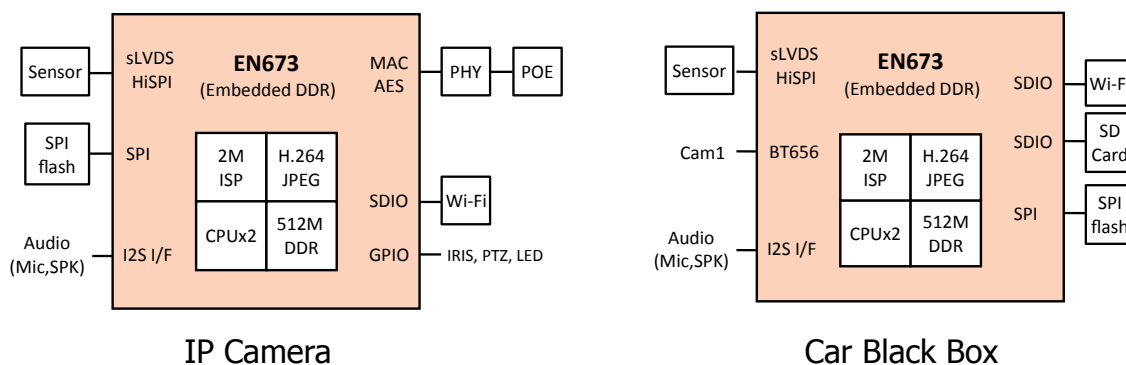 Sensor
sLVDS
HiSPI
EN673
(Embedded DDR)
MAC
AES
PHY
POE
SPI
flash
SPI
2M
ISP
H.264
JPEG
CPUx2
512M
DDR
SDIO
Wi-Fi
Audio
(Mic,SPK)
I2S I/F
GPIO
IRIS, PTZ, LED
IP Camera
Sensor
sLVDS
HiSPI
EN673
(Embedded DDR)
SDIO
Wi-F
Cam1
BT656
2M
ISP
H.264
JPEG
CPUx2
512M
DDR
SDIO
SD
Card
SPI
SPI
flash
Audio
(Mic,SPK)
I2S I/F
Car Black Box